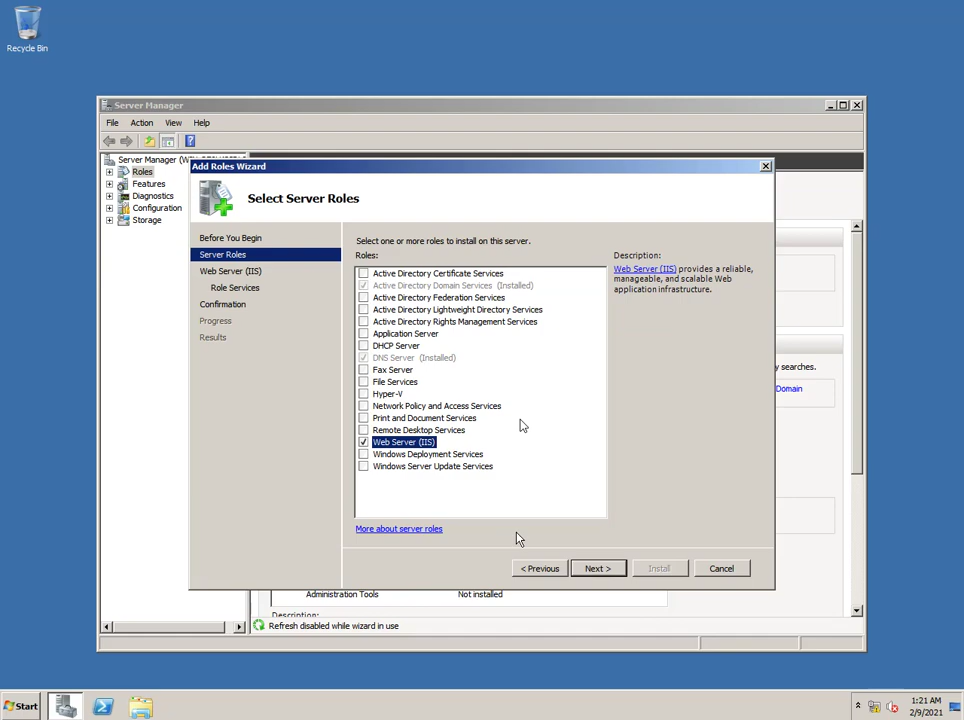 Recycle Bin
Server Manager
File Action View Help
Server Manager
Roles
Features
Diagnostics
Configuration
Storage
Add Roles Wizard
Select Server Roles
Before You Begin
Server Roles
Web Server (IIS)
Role Services
Confirmation
Progress
Results
Select one or more roles to install on this server.
Roles:
Active Directory Certificate Services
Active Directory Domain Services (Installed)
Active Directory Federation Services
Active Directory Lightweight Directory Services
Active Directory Rights Management Services
Application Server
DHCP Server
DNS Server (Installed)
Fax Server
File Services
Hyper-V
Network Policy and Access Services
Print and Document Services
Remote Desktop Services
Web Server (IIS)
Windows Deployment Services
Windows Server Update Services
More about server roles
Description:
Web Server (IIS) provides a reliable,
manageable, and scalable Web
application infrastructure.
y searches.
Domain
< Previous
Next >
Install
Cancel
Administration Tools Not installed
Description:
Refresh disabled while wizard in use
Start
1:21 AM
2/9/2021